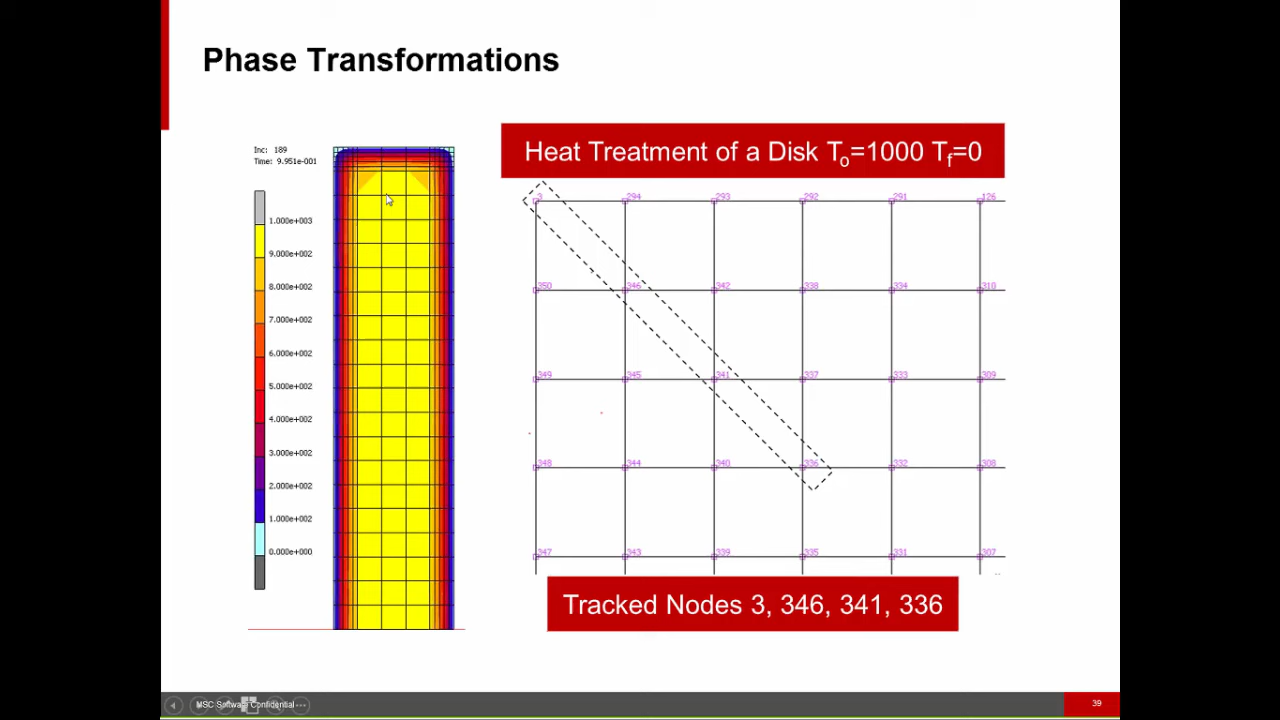 Phase Transformations
Inc: 189
Time: 9.951e-001
1.000e+003
9.000e+002
8.000e+002
7.000e+002
6.000e+002
5.000e+002
4.000e+002
3.000e+002
2.000e+002
1.000e+002
0.000e+000
Heat Treatment of a Disk To=1000 Tf=0
3 294 293 292 291 126
350 346 342 338 334 310
349 345 341 337 333 309
348 344 340 336 332 308
347 343 339 335 331 307
Tracked Nodes 3, 346, 341, 336
MSC Software Confidential
39